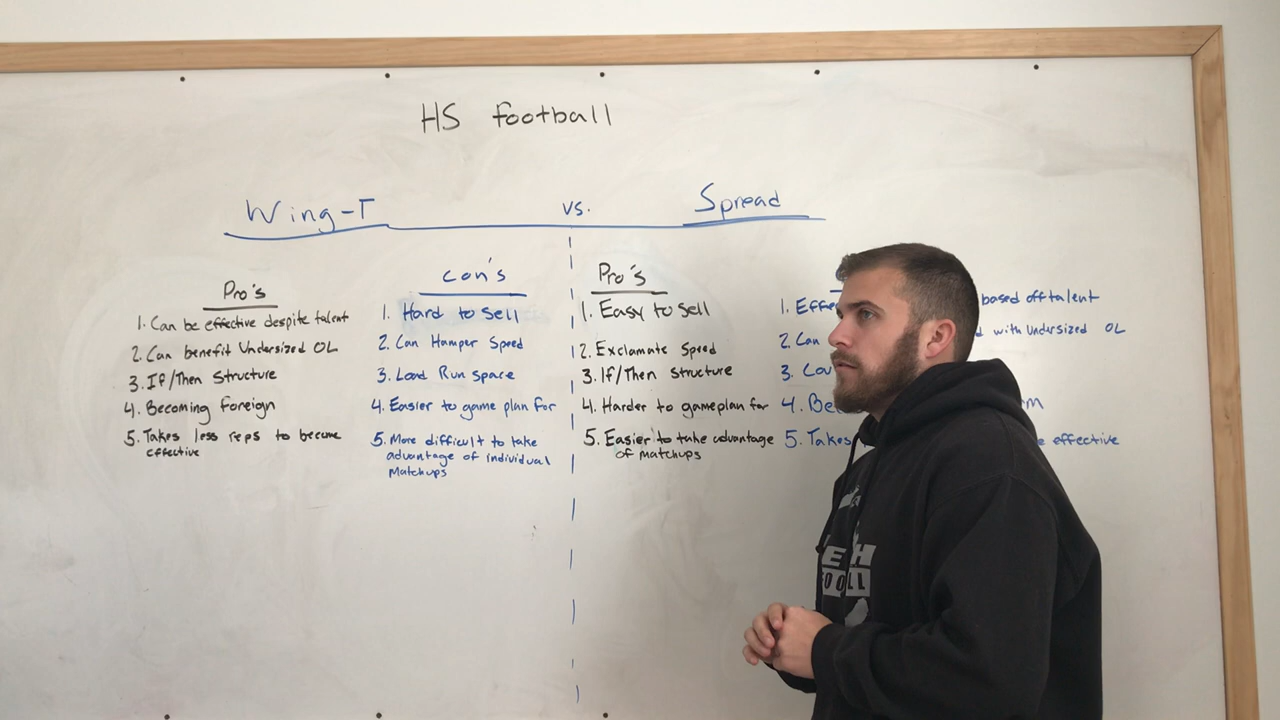 HS football
Wing-T vs. Spread
Pro's
1. Can be effective despite talent
2. Can benefit Undersized OL
3. If/Then Structure
4. Becoming foreign
5. Takes less reps to become
effective
Con's
1. Hard to Sell
2. Can Hamper Speed
3. Load Run Space
4. Easier to game plan for
5. More difficult to take
advantage of individual
Matchups
Pro's
1. Easy to Sell
2. Exclamate Speed
3. If/Then Structure
4. Harder to gameplan for
5. Easier to take advantage
of matchups
1. based off talent
2. Can with Undersized OL
3.
4.
5. Takes effective